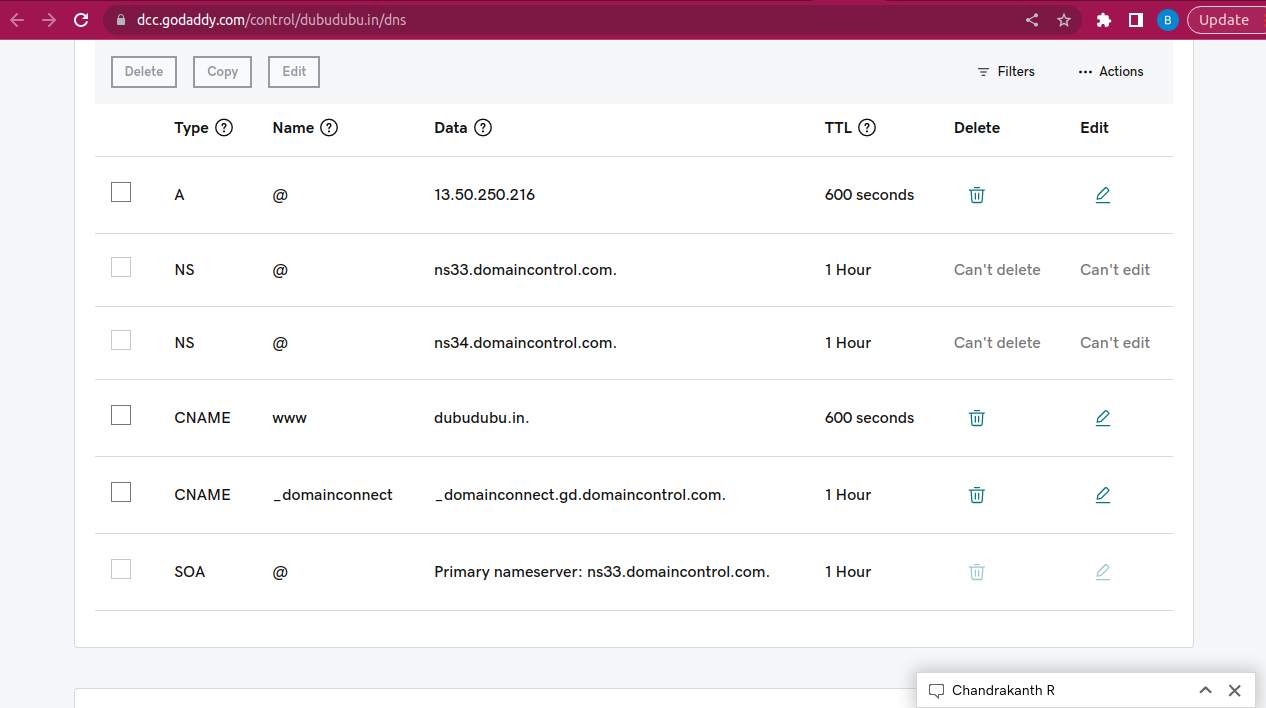 dcc.godaddy.com/control/dubudubu.in/dns B Update
Delete Copy Edit Filters ••• Actions
Type ? Name ? Data ? TTL ? Delete Edit
A @ 13.50.250.216 600 seconds
NS @ ns33.domaincontrol.com. 1 Hour Can't delete Can't edit
NS @ ns34.domaincontrol.com. 1 Hour Can't delete Can't edit
CNAME www dubudubu.in. 600 seconds
CNAME _domainconnect _domainconnect.gd.domaincontrol.com. 1 Hour
SOA @ Primary nameserver: ns33.domaincontrol.com. 1 Hour
Chandrakanth R